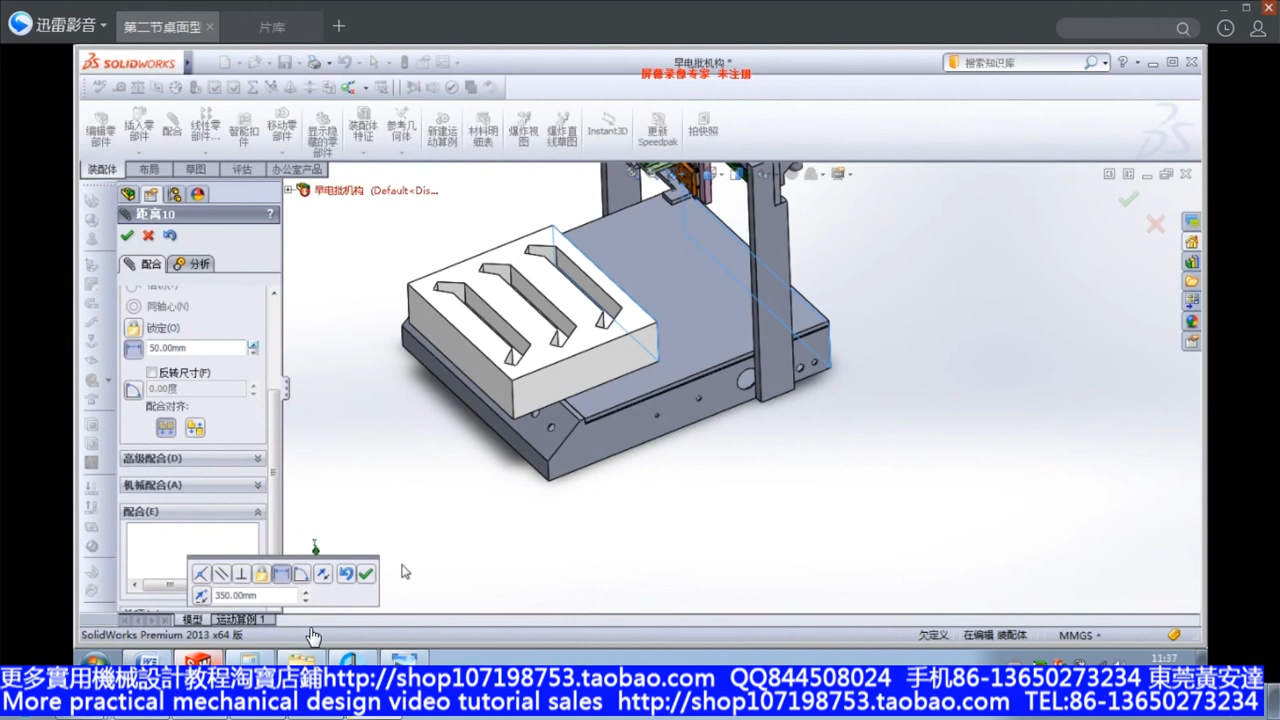 迅雷影音
第二节桌面型
片库
SOLIDWORKS
早电批机构 *
搜索知识库
屏幕录像专家 未注册
编辑零部件
插入零部件
配合
线性零部件...
智能扣件
移动零部件
显示隐藏的零部件
装配体特征
参考几何体
新建运动算例
材料明细表
爆炸视图
爆炸直线草图
Instant3D
更新 Speedpak
拍快照
装配体
布局
草图
评估
办公室产品
早电批机构 (Default<Dis...
距离10
?
配合
分析
同轴心(N)
锁定(O)
50.00mm
反转尺寸(F)
0.00度
配合对齐:
高级配合(D)
机械配合(A)
配合(E)
350.00mm
模型
运动算例 1
SolidWorks Premium 2013 x64 版
欠定义
在编辑 装配体
MMGS
11:37
更多實用機械設計教程淘寶店鋪http://shop107198753.taobao.com QQ844508024 手机86-13650273234 東莞黃安達
More practical mechanical design video tutorial sales http://shop107198753.taobao.com TEL:86-13650273234